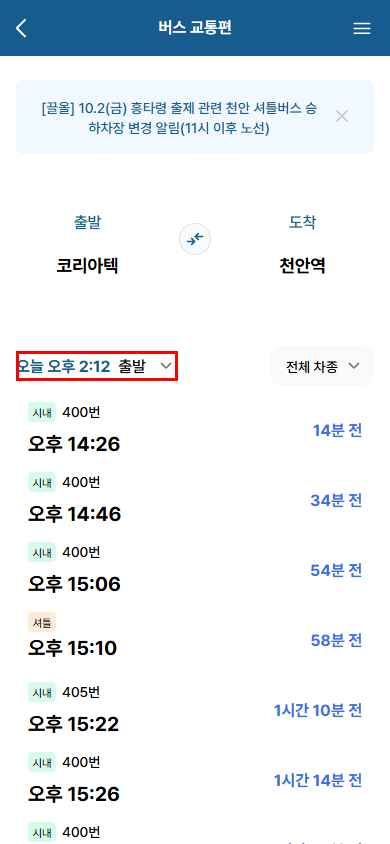 버스 교통편
[끌올] 10.2(금) 흥타령 출제 관련 천안 셔틀버스 승
하차장 변경 알림(11시 이후 노선)
출발
도착
코리아텍
천안역
오늘 오후 2:12 출발
전체 차종
시내 400번
오후 14:26
14분 전
시내 400번
오후 14:46
34분 전
시내 400번
오후 15:06
54분 전
셔틀
오후 15:10
58분 전
시내 405번
오후 15:22
1시간 10분 전
시내 400번
오후 15:26
1시간 14분 전
시내 400번